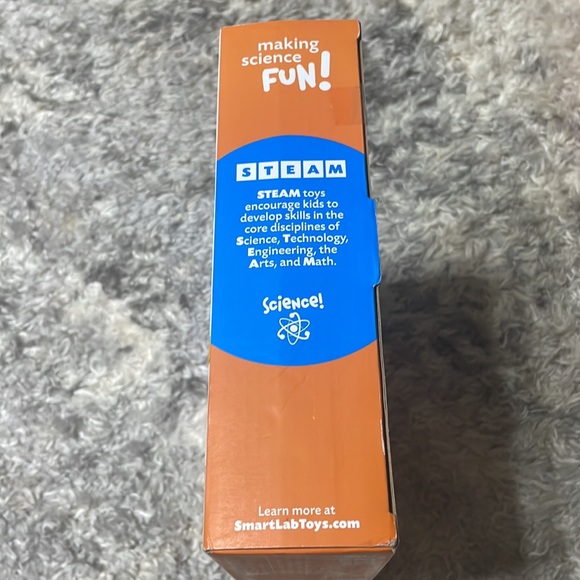 making
science
FUN!
STEAM
STEAM toys
encourage kids to
develop skills in the
core disciplines of
Science, Technology,
Engineering, the
Arts, and Math.
Science!
Learn more at
SmartLabToys.com